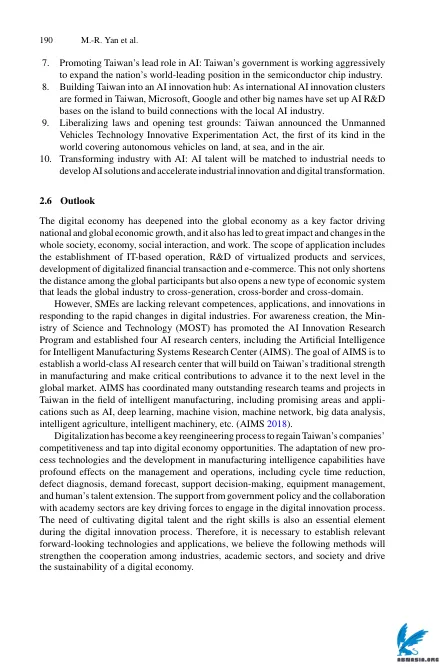 190 M.-R. Yan et al.
7. Promoting Taiwan's lead role in AI: Taiwan's government is working aggressively
to expand the nation's world-leading position in the semiconductor chip industry.
8. Building Taiwan into an AI innovation hub: As international AI innovation clusters
are formed in Taiwan, Microsoft, Google and other big names have set up AI R&D
bases on the island to build connections with the local AI industry.
9. Liberalizing laws and opening test grounds: Taiwan announced the Unmanned
Vehicles Technology Innovative Experimentation Act, the first of its kind in the
world covering autonomous vehicles on land, at sea, and in the air.
10. Transforming industry with AI: AI talent will be matched to industrial needs to
develop AI solutions and accelerate industrial innovation and digital transformation.
2.6 Outlook
The digital economy has deepened into the global economy as a key factor driving
national and global economic growth, and it also has led to great impact and changes in the
whole society, economy, social interaction, and work. The scope of application includes
the establishment of IT-based operation, R&D of virtualized products and services,
development of digitalized financial transaction and e-commerce. This not only shortens
the distance among the global participants but also opens a new type of economic system
that leads the global industry to cross-generation, cross-border and cross-domain.
However, SMEs are lacking relevant competences, applications, and innovations in
responding to the rapid changes in digital industries. For awareness creation, the Min-
istry of Science and Technology (MOST) has promoted the AI Innovation Research
Program and established four AI research centers, including the Artificial Intelligence
for Intelligent Manufacturing Systems Research Center (AIMS). The goal of AIMS is to
establish a world-class AI research center that will build on Taiwan's traditional strength
in manufacturing and make critical contributions to advance it to the next level in the
global market. AIMS has coordinated many outstanding research teams and projects in
Taiwan in the field of intelligent manufacturing, including promising areas and appli-
cations such as AI, deep learning, machine vision, machine network, big data analysis,
intelligent agriculture, intelligent machinery, etc. (AIMS 2018).
Digitalization has become a key reengineering process to regain Taiwan's companies'
competitiveness and tap into digital economy opportunities. The adaptation of new pro-
cess technologies and the development in manufacturing intelligence capabilities have
profound effects on the management and operations, including cycle time reduction,
defect diagnosis, demand forecast, support decision-making, equipment management,
and human's talent extension. The support from government policy and the collaboration
with academy sectors are key driving forces to engage in the digital innovation process.
The need of cultivating digital talent and the right skills is also an essential element
during the digital innovation process. Therefore, it is necessary to establish relevant
forward-looking technologies and applications, we believe the following methods will
strengthen the cooperation among industries, academic sectors, and society and drive
the sustainability of a digital economy.